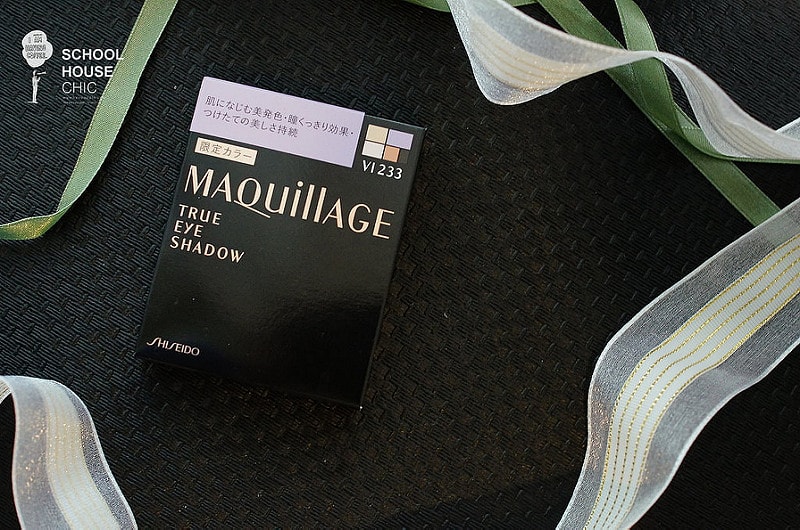 I AM
SCHOOL
HOUSE
CHIC
肌になじむ美発色・瞳くっきり効果・
つけたての美しさ持続
限定カラー
VI 233
MAQuillAGE
TRUE
EYE
SHADOW
SHISEIDO